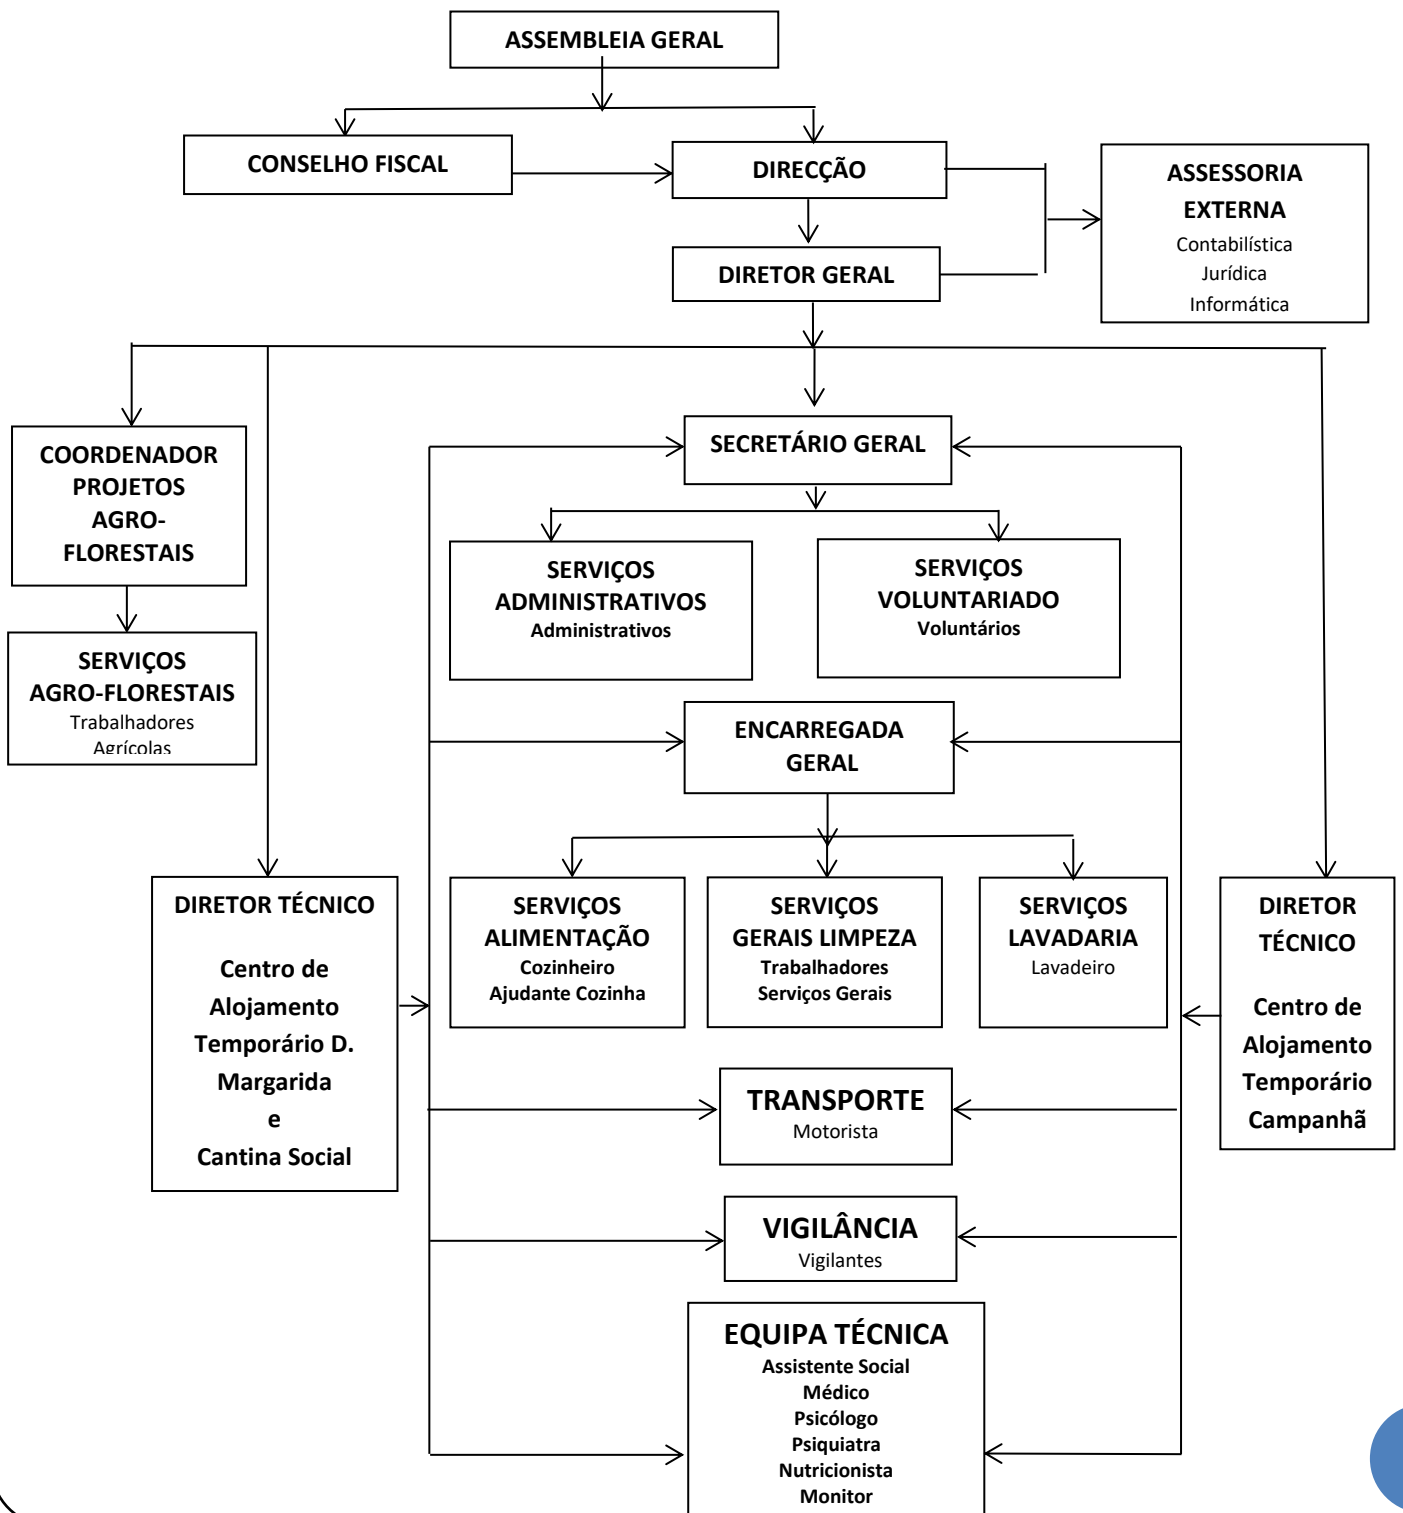 ASSEMBLEIA GERAL
CONSELHO FISCAL
DIRECÇÃO
ASSESSORIA
EXTERNA
Contabilística
Jurídica
Informática
DIRETOR GERAL
COORDENADOR
PROJETOS
AGRO-
FLORESTAIS
SECRETÁRIO GERAL
SERVIÇOS
ADMINISTRATIVOS
Administrativos
SERVIÇOS
VOLUNTARIADO
Voluntários
SERVIÇOS
AGRO-FLORESTAIS
Trabalhadores
Agrícolas
ENCARREGADA
GERAL
DIRETOR TÉCNICO
Centro de
Alojamento
Temporário D.
Margarida
e
Cantina Social
SERVIÇOS
ALIMENTAÇÃO
Cozinheiro
Ajudante Cozinha
SERVIÇOS
GERAIS LIMPEZA
Trabalhadores
Serviços Gerais
SERVIÇOS
LAVADARIA
Lavadeiro
DIRETOR
TÉCNICO
Centro de
Alojamento
Temporário
Campanhã
TRANSPORTE
Motorista
VIGILÂNCIA
Vigilantes
EQUIPA TÉCNICA
Assistente Social
Médico
Psicólogo
Psiquiatra
Nutricionista
Monitor